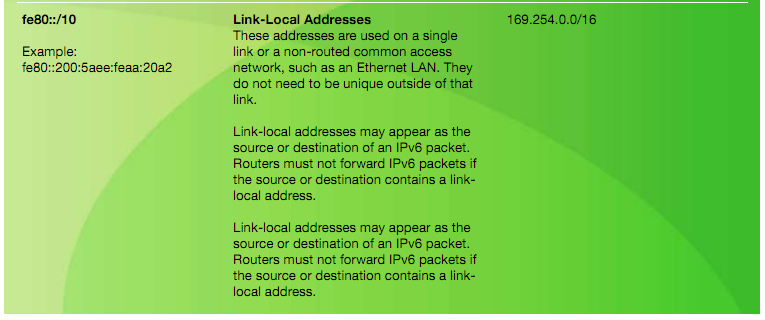 fe80::/10
Example:
fe80::200:5aee:feaa:20a2
Link-Local Addresses
These addresses are used on a single
link or a non-routed common access
network, such as an Ethernet LAN. They
do not need to be unique outside of that
link.
Link-local addresses may appear as the
source or destination of an IPv6 packet.
Routers must not forward IPv6 packets if
the source or destination contains a link-
local address.
Link-local addresses may appear as the
source or destination of an IPv6 packet.
Routers must not forward IPv6 packets if
the source or destination contains a link-
local address.
169.254.0.0/16